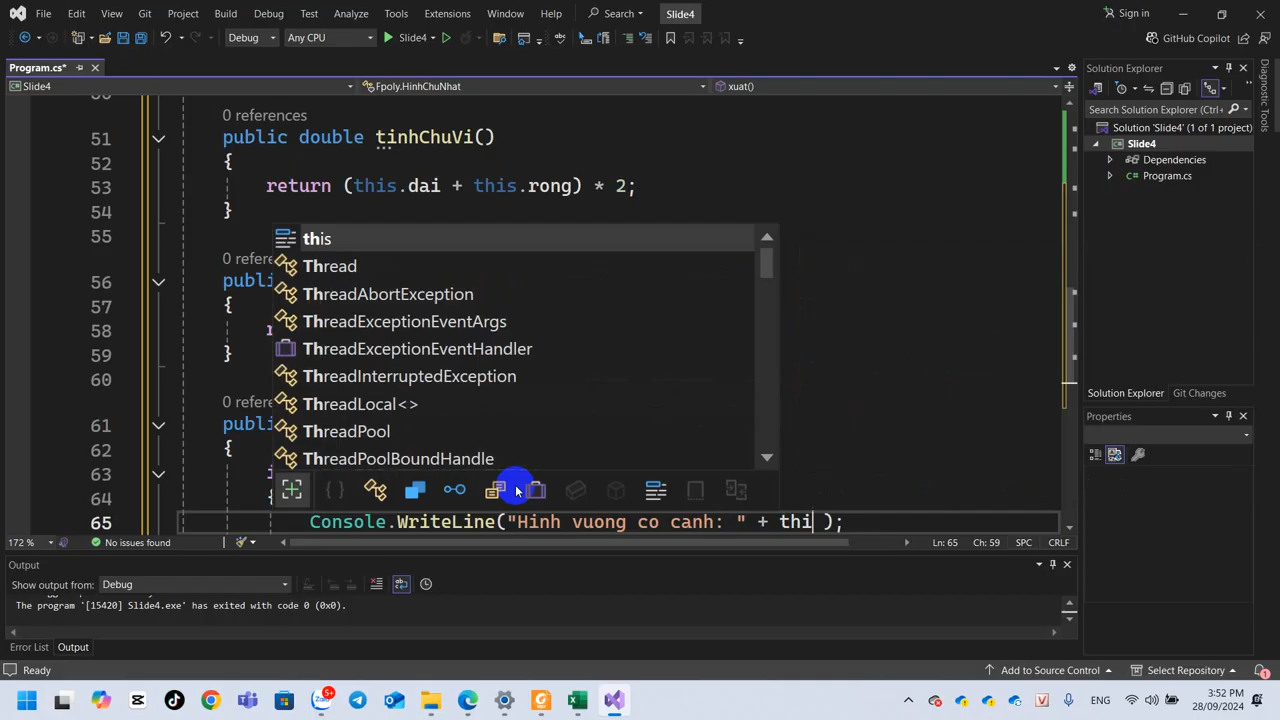 File Edit View Git Project Build Debug Test Analyze Tools Extensions Window Help Search Slide4 Sign in
Debug Any CPU Slide4 GitHub Copilot
Program.cs*
Slide4 Fpoly.HinhChuNhat xuat()
0 references
51 public double tinhChuVi()
52 {
53 return (this.dai + this.rong) * 2;
54 }
55
this
Thread
ThreadAbortException
ThreadExceptionEventArgs
ThreadExceptionEventHandler
ThreadInterruptedException
ThreadLocal<>
ThreadPool
ThreadPoolBoundHandle
0 refere
56 publi
57 {
58
59 }
60
0 refere
61 publi
62 {
63 i
64 {
65 Console.WriteLine("Hinh vuong co canh: " + thi );
172 % No issues found Ln: 65 Ch: 59 SPC CRLF
Output
Show output from: Debug
The program '[15420] Slide4.exe' has exited with code 0 (0x0).
Error List Output
Solution Explorer
Search Solution Explorer (Ctrl+
Solution 'Slide4' (1 of 1 project)
Slide4
Dependencies
Program.cs
Solution Explorer Git Changes
Properties
Diagnostic Tools
Ready Add to Source Control Select Repository
Zalo 5+ ENG 3:52 PM
28/09/2024